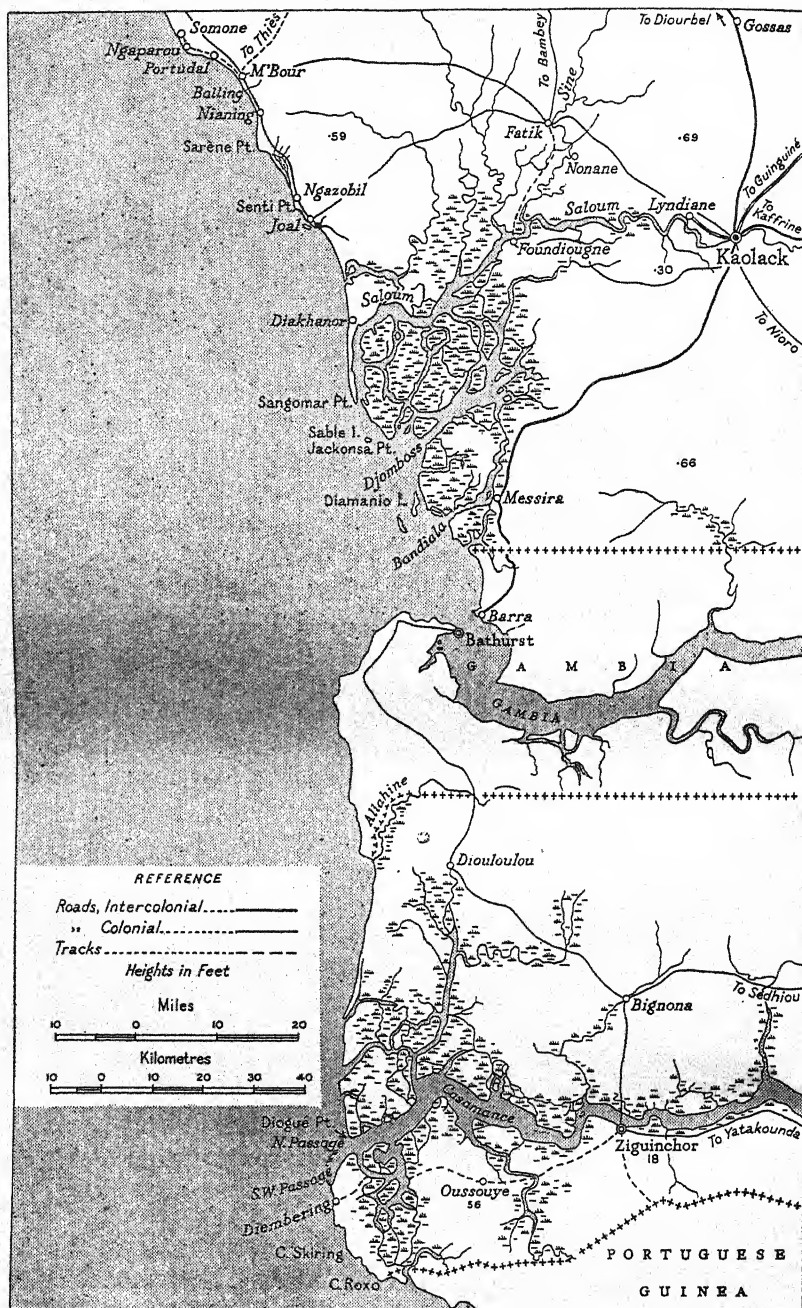 Somone
To Thiès
Ngaparou
Portudal
M'Bour
Balling
Nianing
Sarène Pt.
.59
To Bambey
Sine
To Diourbel
Gossas
Fatik
.69
Nonane
To Guinguiné
To Kaffrine
Ngazobil
Senti Pt.
Joal
Saloum
Lyndiane
Kaolack
Foundiougne
.30
Saloum
Diakhanor
To Nioro
Sangomar Pt.
Sable I.
Jackonsa Pt.
Djomboss
.66
Diamanio I.
Messira
Bandiala
Barra
Bathurst
GAMBIA
GAMBIA
Allahine
Diouloulou
REFERENCE
Roads, Intercolonial
" Colonial
Tracks
Heights in Feet
Miles
10 0 10 20
Kilometres
10 0 10 20 30 40
To Sédhiou
Bignona
Casamance
Diogué Pt.
N. Passage
Ziguinchor
18
To Yatakounda
S.W. Passage
Oussouye
56
Diembering
C. Skiring
C. Roxo
PORTUGUESE
GUINEA